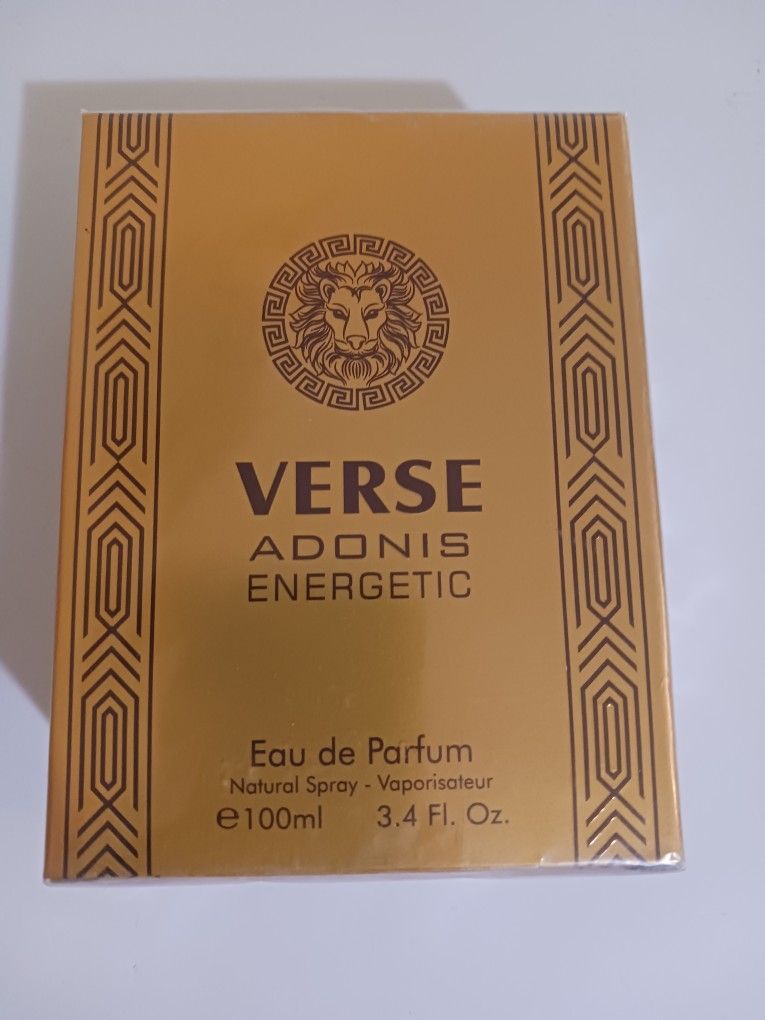 VERSE
ADONIS
ENERGETIC
Eau de Parfum
Natural Spray - Vaporisateur
℮100ml 3.4 Fl. Oz.